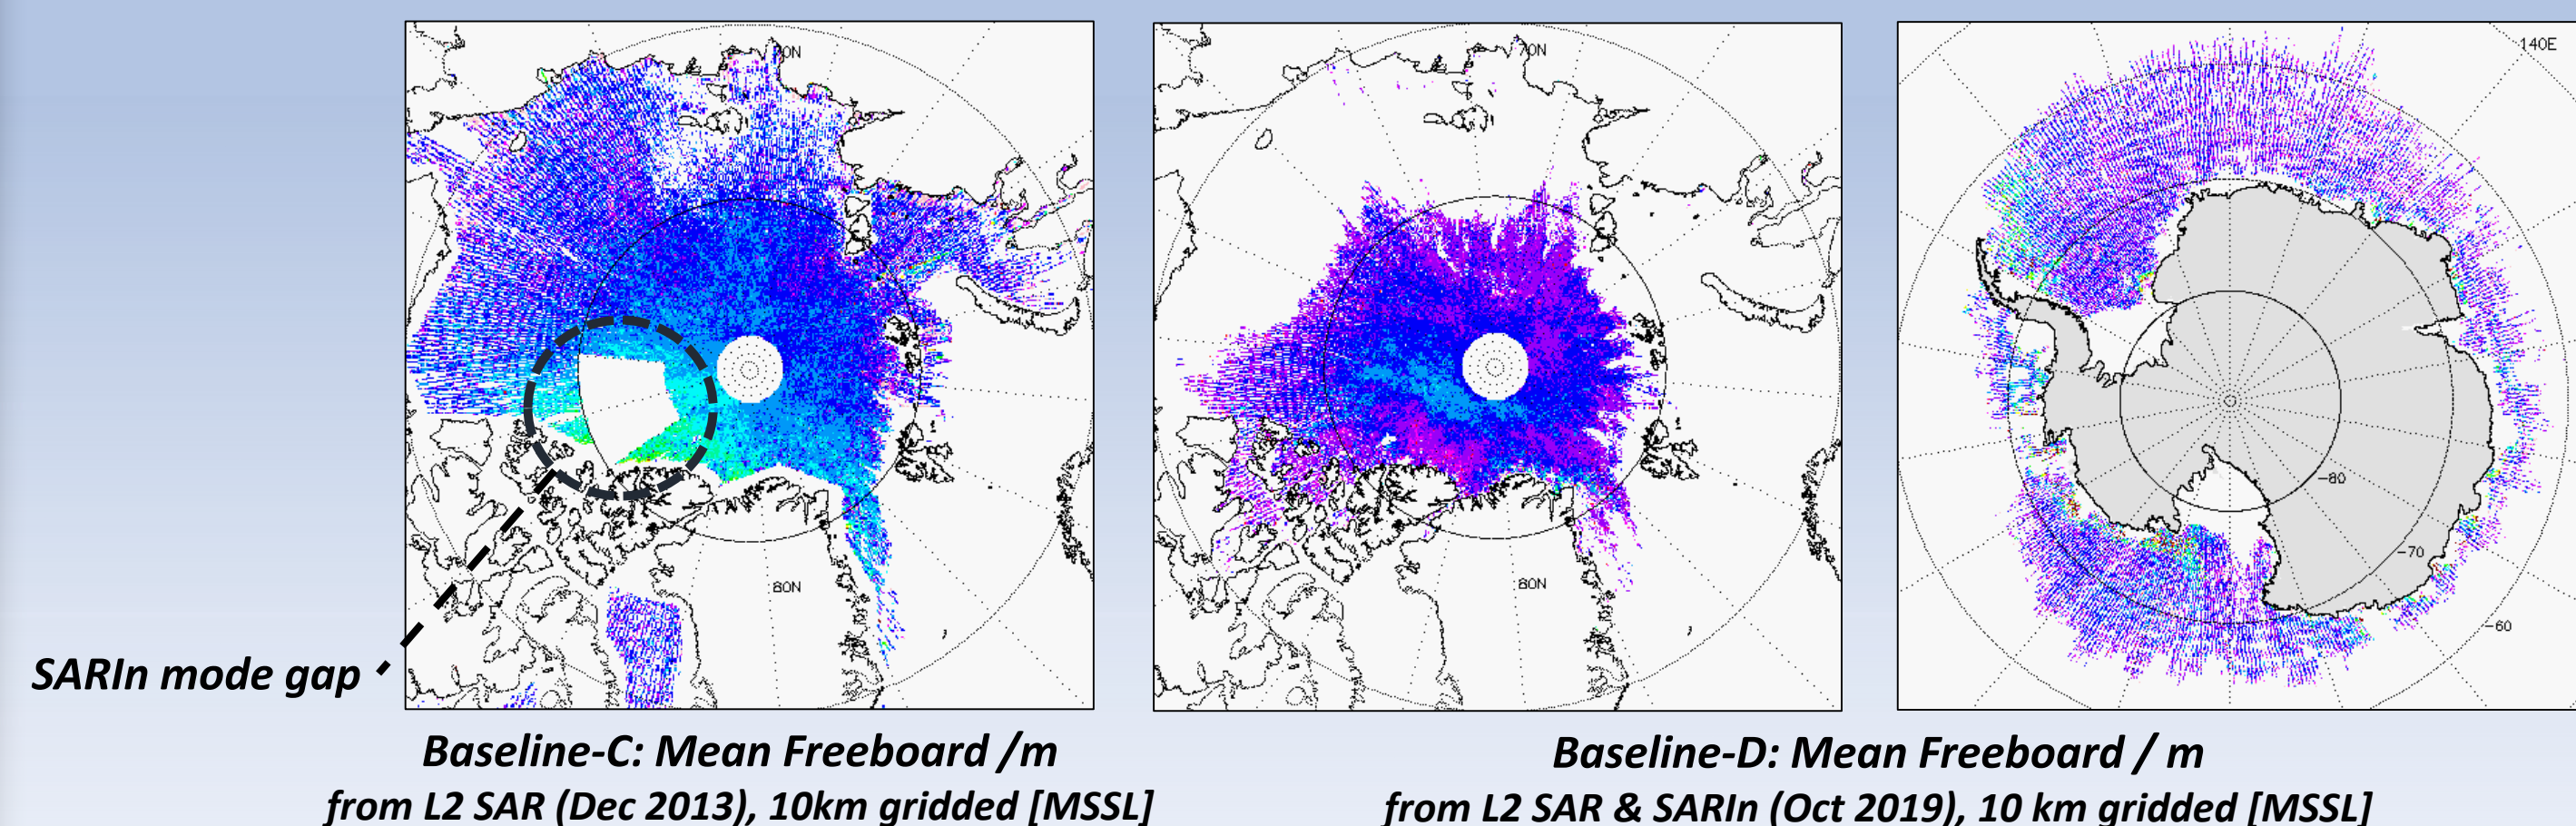 70N
70N
140E
80N
80N
-80
-70
-60
SARIn mode gap
Baseline-C: Mean Freeboard /m
from L2 SAR (Dec 2013), 10km gridded [MSSL]
Baseline-D: Mean Freeboard / m
from L2 SAR & SARIn (Oct 2019), 10 km gridded [MSSL]